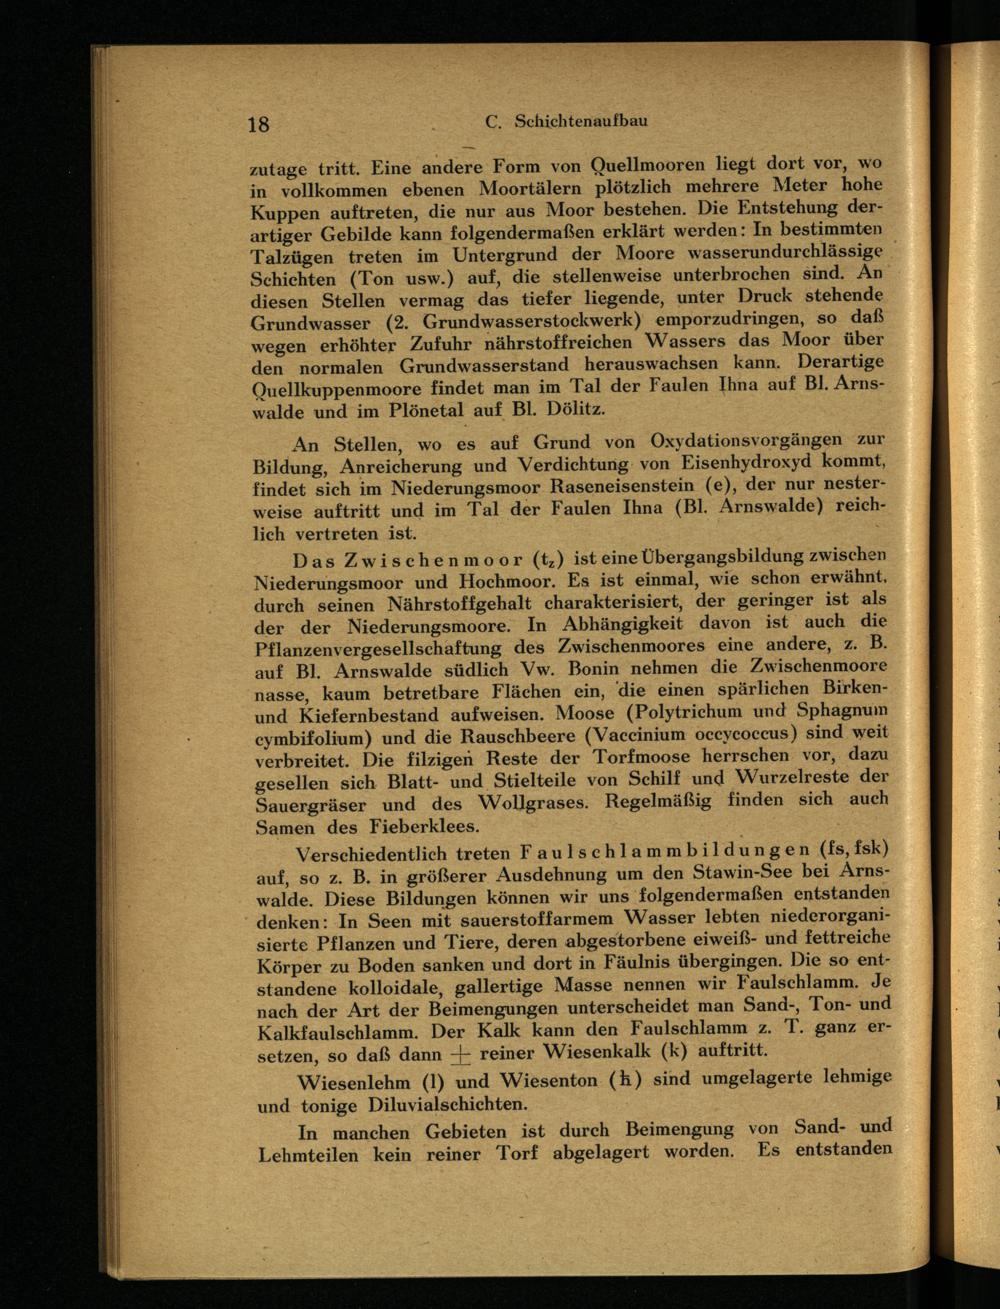 18 C. Schichtenaufbau
zutage tritt. Eine andere Form von Quellmooren liegt dort vor, wo
in vollkommen ebenen Moortälern plötzlich mehrere Meter hohe
Kuppen auftreten, die nur aus Moor bestehen. Die Entstehung der-
artiger Gebilde kann folgendermaßen erklärt werden: In bestimmten
Talzügen treten im Untergrund der Moore wasserundurchlässige
Schichten (Ton usw.) auf, die stellenweise unterbrochen sind. An
diesen Stellen vermag das tiefer liegende, unter Druck stehende
Grundwasser (2. Grundwasserstockwerk) emporzudringen, so daß
wegen erhöhter Zufuhr nährstoffreichen Wassers das Moor über
den normalen Grundwasserstand herauswachsen kann. Derartige
Quellkuppenmoore findet man im Tal der Faulen Ihna auf Bl. Arns-
walde und im Plönetal auf Bl. Dölitz.
An Stellen, wo es auf Grund von Oxydationsvorgängen zur
Bildung, Anreicherung und Verdichtung von Eisenhydroxyd kommt,
findet sich im Niederungsmoor Raseneisenstein (e), der nur nester-
weise auftritt und im Tal der Faulen Ihna (Bl. Arnswalde) reich-
lich vertreten ist.
Das Zwischenmoor (tz) ist eine Übergangsbildung zwischen
Niederungsmoor und Hochmoor. Es ist einmal, wie schon erwähnt,
durch seinen Nährstoffgehalt charakterisiert, der geringer ist als
der der Niederungsmoore. In Abhängigkeit davon ist auch die
Pflanzenvergesellschaftung des Zwischenmoores eine andere, z. B.
auf Bl. Arnswalde südlich Vw. Bonin nehmen die Zwischenmoore
nasse, kaum betretbare Flächen ein, die einen spärlichen Birken-
und Kiefernbestand aufweisen. Moose (Polytrichum und Sphagnum
cymbifolium) und die Rauschbeere (Vaccinium occycoccus) sind weit
verbreitet. Die filzigen Reste der Torfmoose herrschen vor, dazu
gesellen sich Blatt- und Stielteile von Schilf und Wurzelreste der
Sauergräser und des Wollgrases. Regelmäßig finden sich auch
Samen des Fieberklees.
Verschiedentlich treten Faulschlammbildungen (fs, fsk)
auf, so z. B. in größerer Ausdehnung um den Stawin-See bei Arns-
walde. Diese Bildungen können wir uns folgendermaßen entstanden
denken: In Seen mit sauerstoffarmem Wasser lebten niederorgani-
sierte Pflanzen und Tiere, deren abgestorbene eiweiß- und fettreiche
Körper zu Boden sanken und dort in Fäulnis übergingen. Die so ent-
standene kolloidale, gallertige Masse nennen wir Faulschlamm. Je
nach der Art der Beimengungen unterscheidet man Sand-, Ton- und
Kalkfaulschlamm. Der Kalk kann den Faulschlamm z. T. ganz er-
setzen, so daß dann ± reiner Wiesenkalk (k) auftritt.
Wiesenlehm (l) und Wiesenton (ħ) sind umgelagerte lehmige
und tonige Diluvialschichten.
In manchen Gebieten ist durch Beimengung von Sand- und
Lehmteilen kein reiner Torf abgelagert worden. Es entstanden